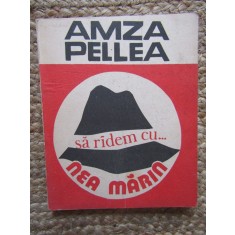 AMZA
PELLEA
să rîdem cu...
NEA MĂRIN